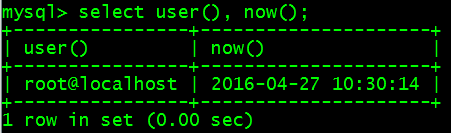 mysql> select user(), now();
+----------------+---------------------+
| user()         | now()               |
+----------------+---------------------+
| root@localhost | 2016-04-27 10:30:14 |
+----------------+---------------------+
1 row in set (0.00 sec)